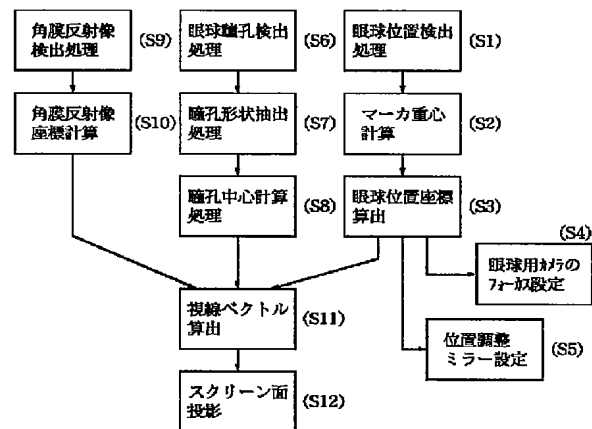 角膜反射像
検出処理
(S9)
眼球瞳孔検出
処理
(S6)
眼球位置検出
処理
(S1)
角膜反射像
座標計算
(S10)
瞳孔形状抽出
処理
(S7)
マーカ重心
計算
(S2)
瞳孔中心計算
処理
(S8)
眼球位置座標
算出
(S3)
(S4)
眼球用カメラの
フォーカス設定
視線ベクトル
算出
(S11)
位置調整
ミラー設定
(S5)
スクリーン面
投影
(S12)